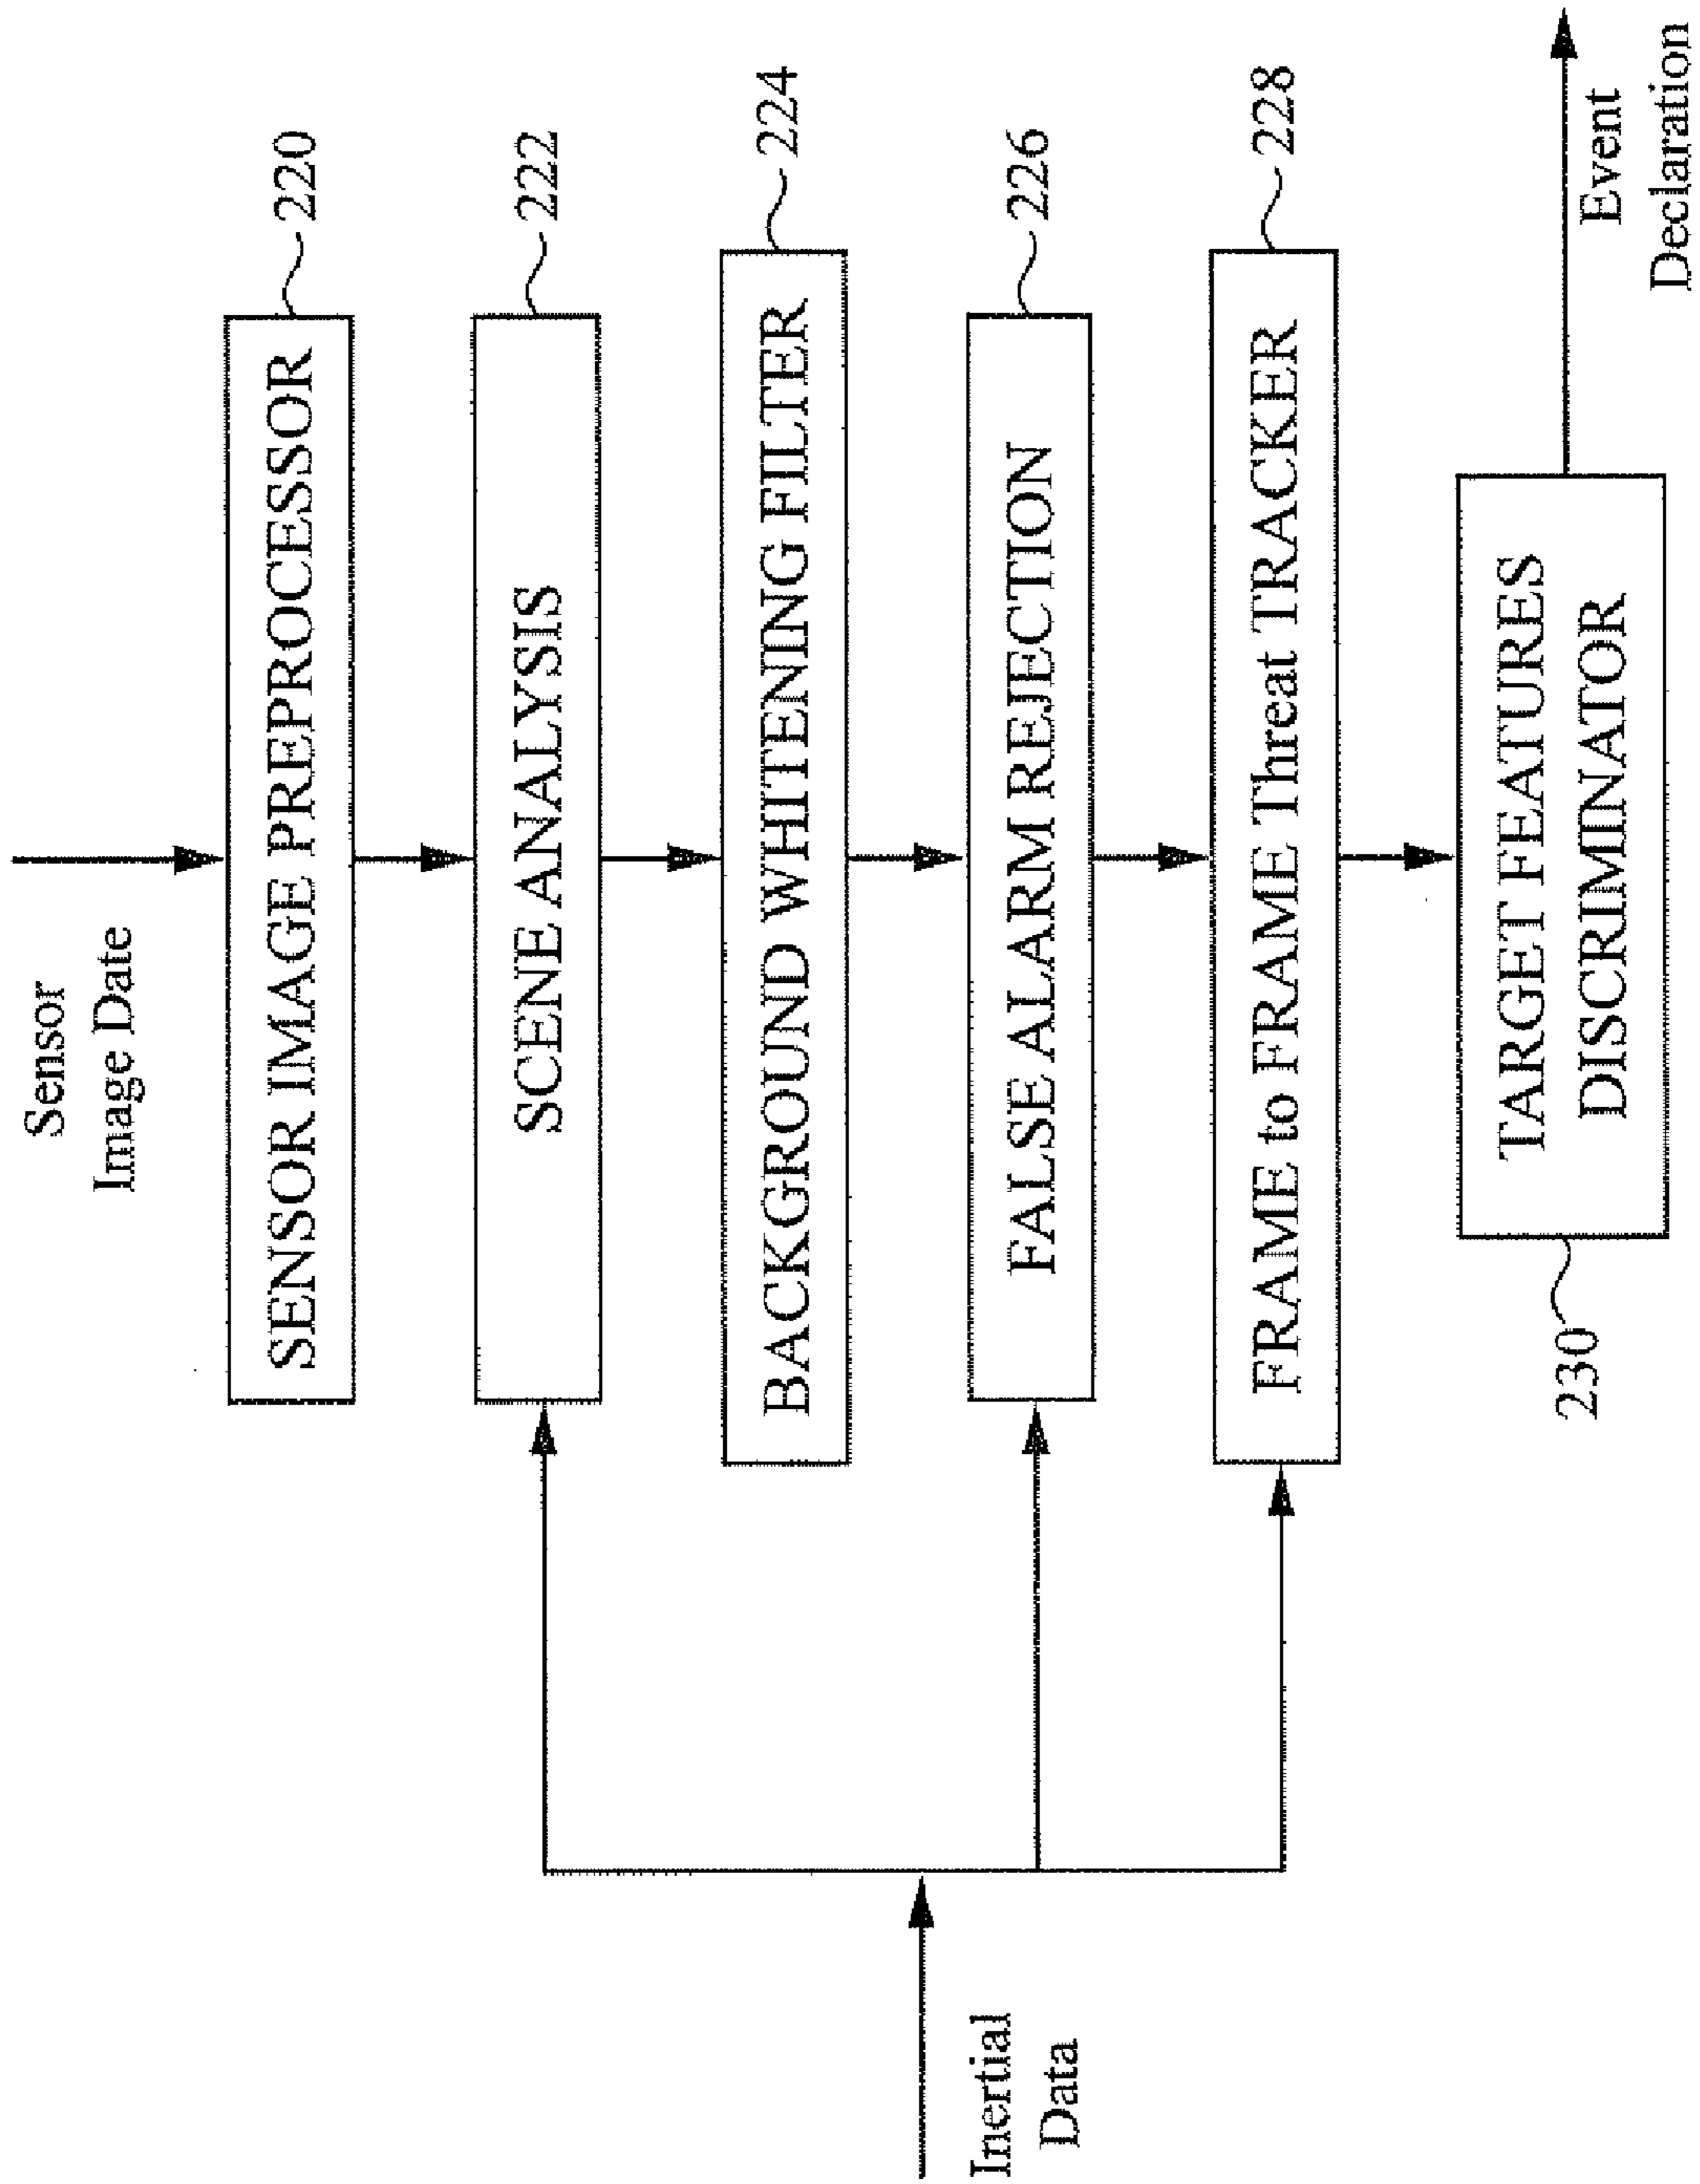 Sensor
Image Date
SENSOR IMAGE PREPROCESSOR
220
SCENE ANALYSIS
222
BACKGROUND WHITENING FILTER
224
FALSE ALARM REJECTION
226
FRAME to FRAME Threat TRACKER
228
Inertial
Data
TARGET FEATURES
DISCRIMINATOR
230
Event
Declaration